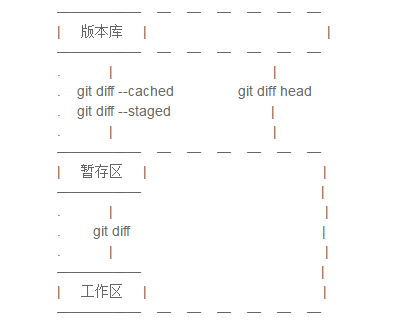 版本库
git diff --cached git diff head
git diff --staged
暂存区
git diff
工作区